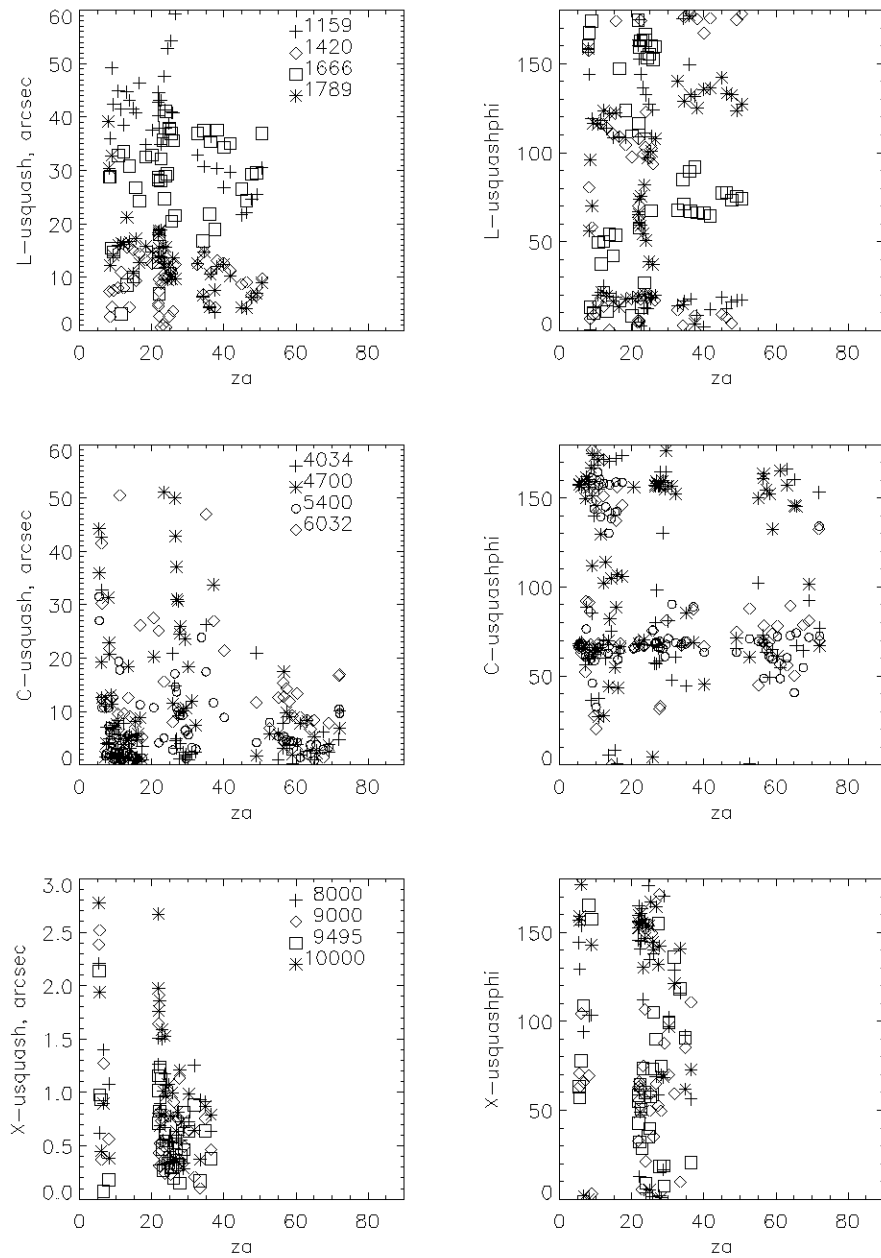 60
50
40
30
20
10
0
L-usquash, arcsec
0 20 40 60 80
za
1159
1420
1666
1789
150
100
50
0
L-usquashphi
0 20 40 60 80
za
60
50
40
30
20
10
0
C-usquash, arcsec
0 20 40 60 80
za
4034
4700
5400
6032
150
100
50
0
C-usquashphi
0 20 40 60 80
za
3.0
2.5
2.0
1.5
1.0
0.5
0.0
X-usquash, arcsec
0 20 40 60 80
za
8000
9000
9495
10000
150
100
50
0
X-usquashphi
0 20 40 60 80
za